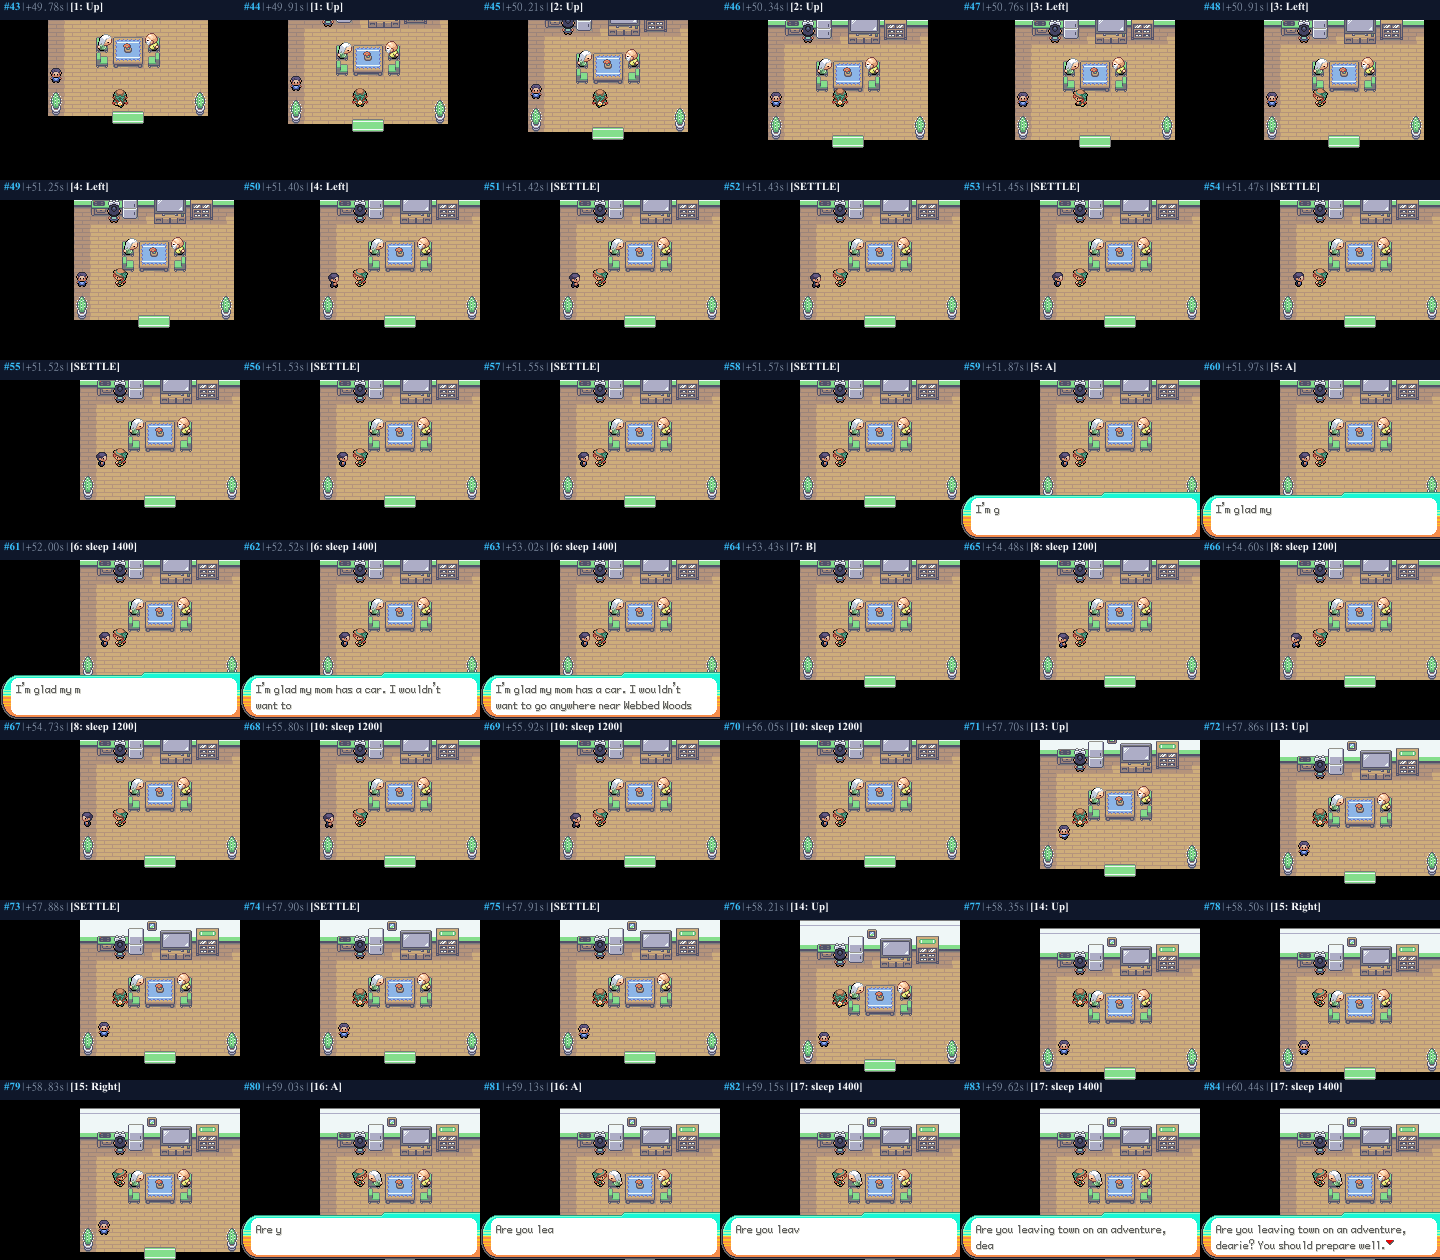 #43|+49.78s|[1: Up]
#44|+49.91s|[1: Up]
#45|+50.21s|[2: Up]
#46|+50.34s|[2: Up]
#47|+50.76s|[3: Left]
#48|+50.91s|[3: Left]
#49|+51.25s|[4: Left]
#50|+51.40s|[4: Left]
#51|+51.42s|[SETTLE]
#52|+51.43s|[SETTLE]
#53|+51.45s|[SETTLE]
#54|+51.47s|[SETTLE]
#55|+51.52s|[SETTLE]
#56|+51.53s|[SETTLE]
#57|+51.55s|[SETTLE]
#58|+51.57s|[SETTLE]
#59|+51.87s|[5: A]
I'm g
#60|+51.97s|[5: A]
I'm glad my
#61|+52.00s|[6: sleep 1400]
I'm glad my m
#62|+52.52s|[6: sleep 1400]
I'm glad my mom has a car. I wouldn't
want to
#63|+53.02s|[6: sleep 1400]
I'm glad my mom has a car. I wouldn't
want to go anywhere near Webbed Woods
#64|+53.43s|[7: B]
#65|+54.48s|[8: sleep 1200]
#66|+54.60s|[8: sleep 1200]
#67|+54.73s|[8: sleep 1200]
#68|+55.80s|[10: sleep 1200]
#69|+55.92s|[10: sleep 1200]
#70|+56.05s|[10: sleep 1200]
#71|+57.70s|[13: Up]
#72|+57.86s|[13: Up]
#73|+57.88s|[SETTLE]
#74|+57.90s|[SETTLE]
#75|+57.91s|[SETTLE]
#76|+58.21s|[14: Up]
#77|+58.35s|[14: Up]
#78|+58.50s|[15: Right]
#79|+58.83s|[15: Right]
#80|+59.03s|[16: A]
Are y
#81|+59.13s|[16: A]
Are you lea
#82|+59.15s|[17: sleep 1400]
Are you leav
#83|+59.62s|[17: sleep 1400]
Are you leaving town on an adventure,
dea
#84|+60.44s|[17: sleep 1400]
Are you leaving town on an adventure,
dearie? You should prepare well.